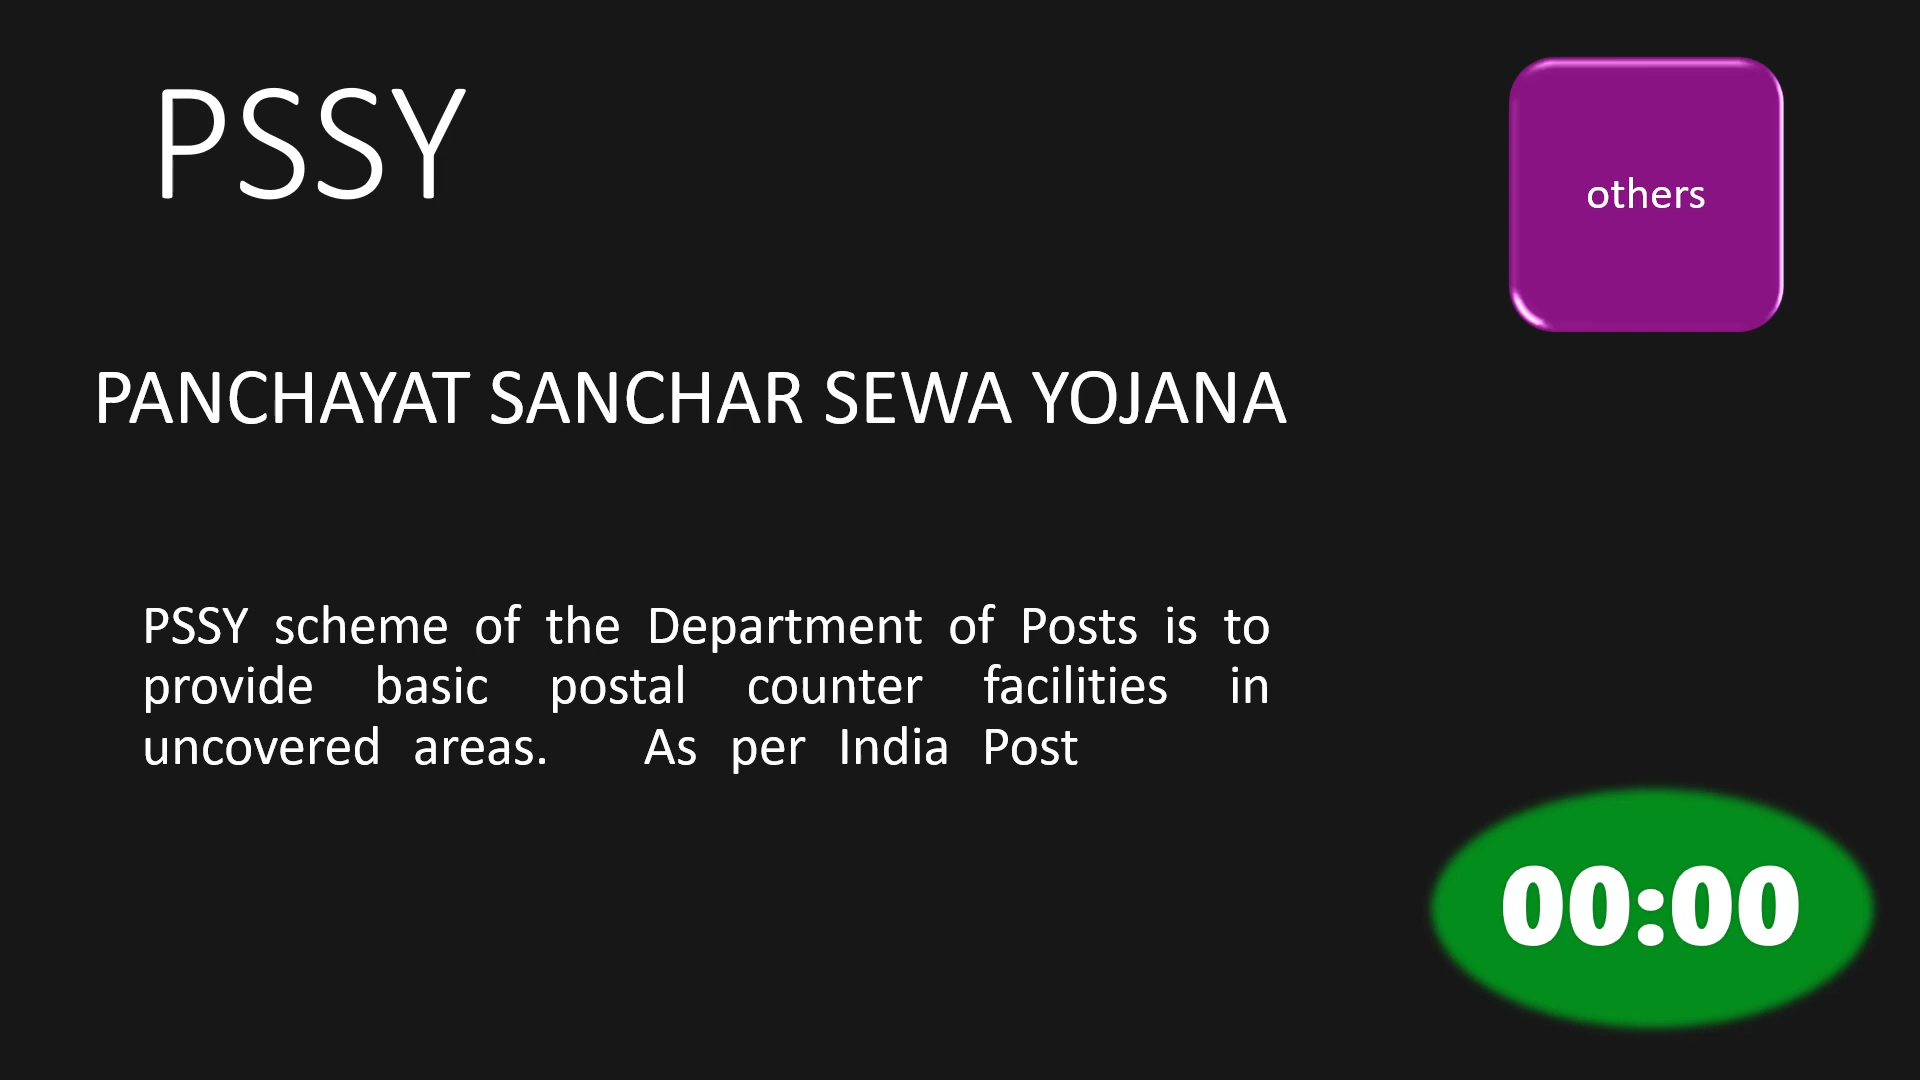 PSSY
others
PANCHAYAT SANCHAR SEWA YOJANA
PSSY scheme of the Department of Posts is to
provide basic postal counter facilities in
uncovered areas. As per India Post
00:00